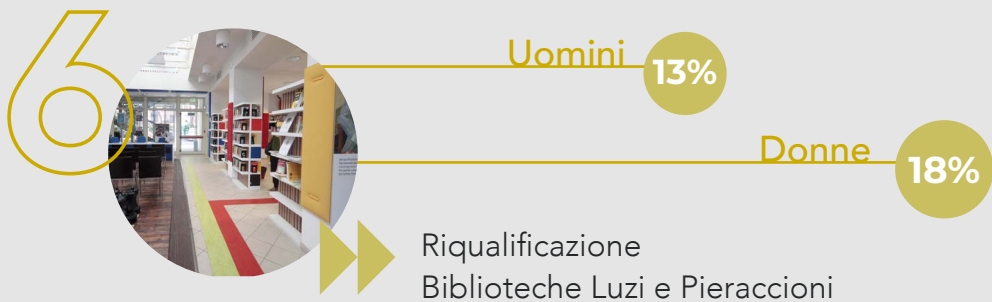 6
Uomini 13%
Donne 18%
Riqualificazione
Biblioteche Luzi e Pieraccioni